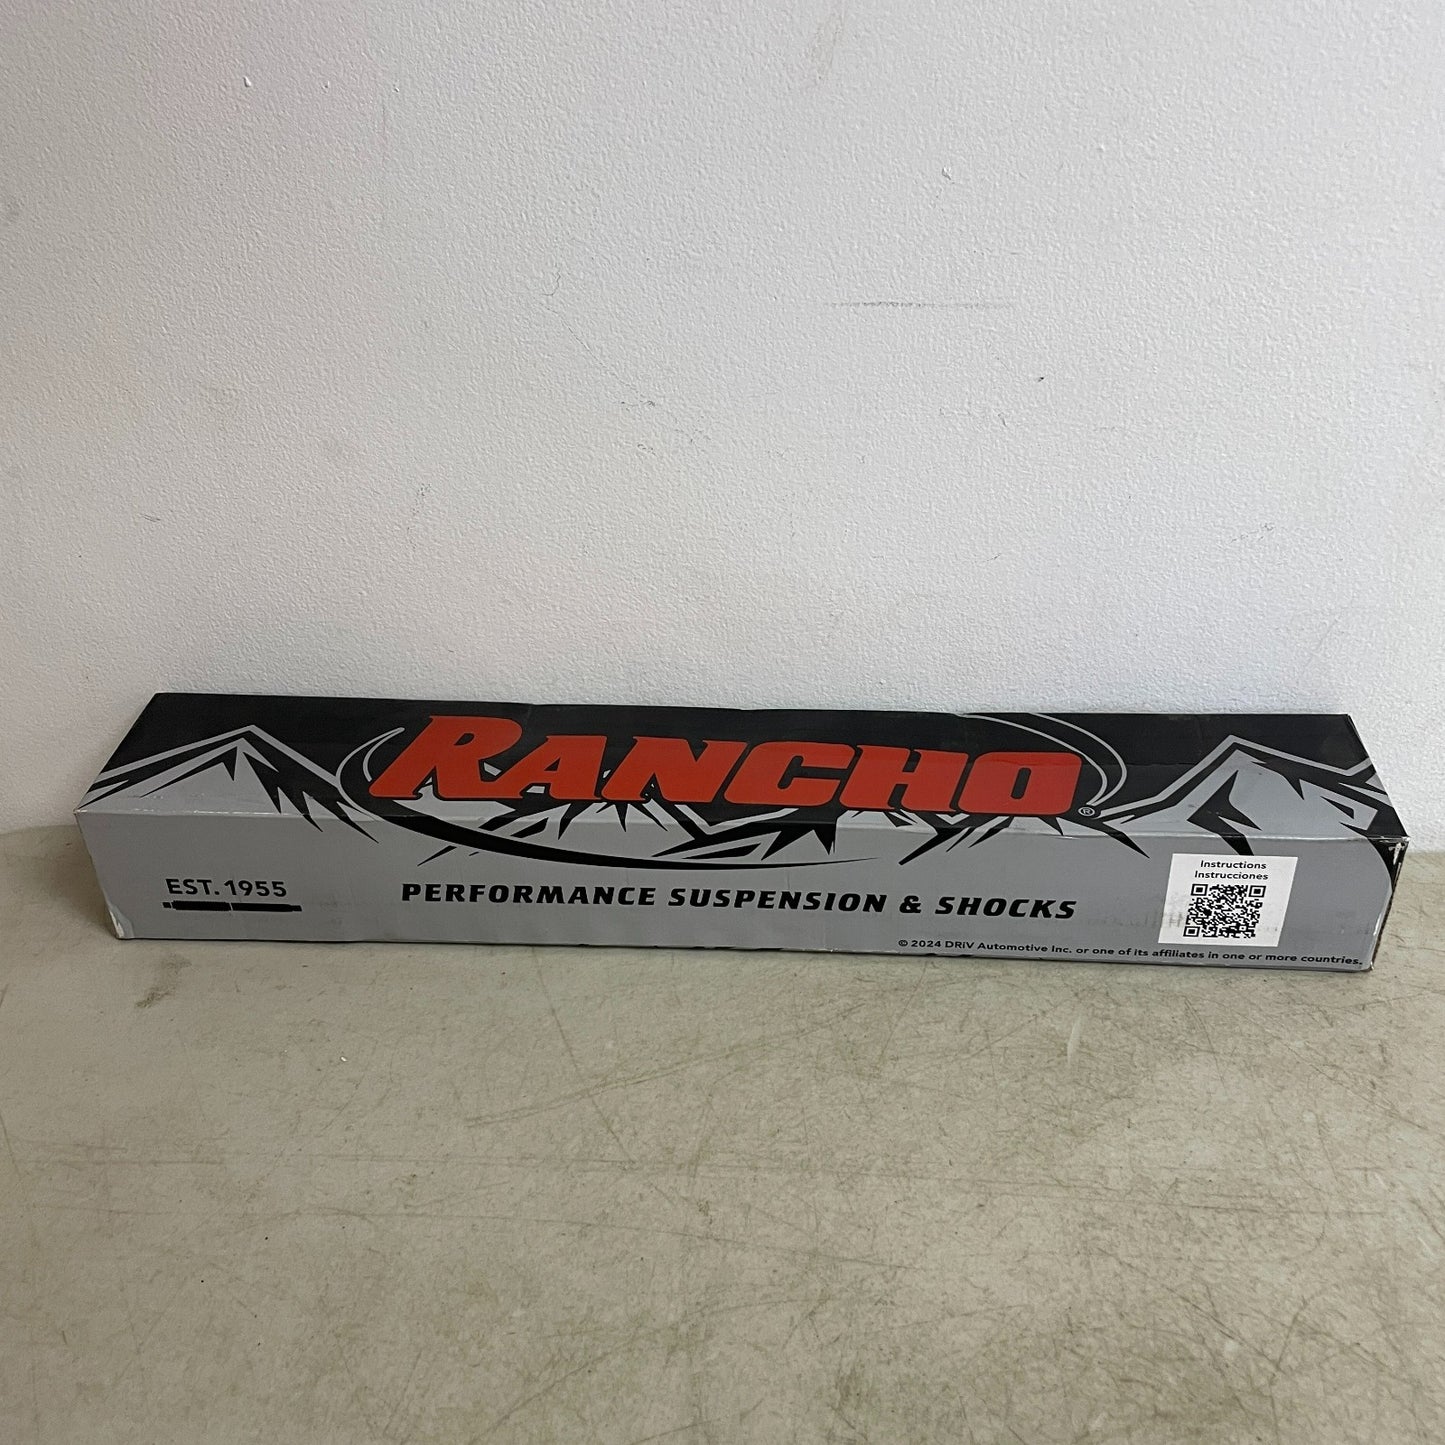 RANCHO®
EST. 1955
PERFORMANCE SUSPENSION & SHOCKS
Instructions
Instrucciones
© 2024 DRiV Automotive Inc. or one of its affiliates in one or more countries.